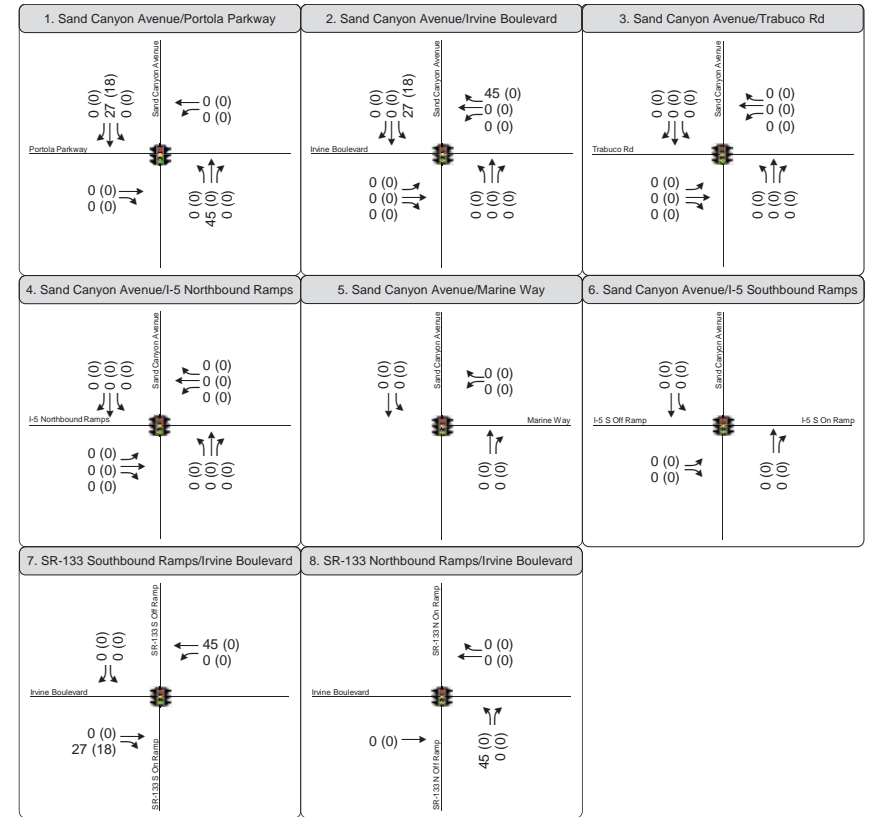 1. Sand Canyon Avenue/Portola Parkway
0 (0)
27 (18)
0 (0)
Sand Canyon Avenue
0 (0)
0 (0)
Portola Parkway
0 (0)
0 (0)
0 (0)
45 (0)
0 (0)
2. Sand Canyon Avenue/Irvine Boulevard
0 (0)
0 (0)
27 (18)
Sand Canyon Avenue
45 (0)
0 (0)
0 (0)
Irvine Boulevard
0 (0)
0 (0)
0 (0)
0 (0)
0 (0)
0 (0)
3. Sand Canyon Avenue/Trabuco Rd
0 (0)
0 (0)
0 (0)
Sand Canyon Avenue
0 (0)
0 (0)
0 (0)
Trabuco Rd
0 (0)
0 (0)
0 (0)
0 (0)
0 (0)
0 (0)
4. Sand Canyon Avenue/I-5 Northbound Ramps
0 (0)
0 (0)
0 (0)
Sand Canyon Avenue
0 (0)
0 (0)
0 (0)
I-5 Northbound Ramps
0 (0)
0 (0)
0 (0)
0 (0)
0 (0)
0 (0)
5. Sand Canyon Avenue/Marine Way
0 (0)
0 (0)
Sand Canyon Avenue
0 (0)
0 (0)
Marine Way
0 (0)
0 (0)
6. Sand Canyon Avenue/I-5 Southbound Ramps
0 (0)
0 (0)
Sand Canyon Avenue
I-5 S Off Ramp
I-5 S On Ramp
0 (0)
0 (0)
0 (0)
0 (0)
7. SR-133 Southbound Ramps/Irvine Boulevard
0 (0)
0 (0)
SR-133 S Off Ramp
45 (0)
0 (0)
Irvine Boulevard
0 (0)
27 (18)
SR-133 S On Ramp
8. SR-133 Northbound Ramps/Irvine Boulevard
SR-133 N On Ramp
0 (0)
0 (0)
Irvine Boulevard
0 (0)
SR-133 N Off Ramp
45 (0)
0 (0)